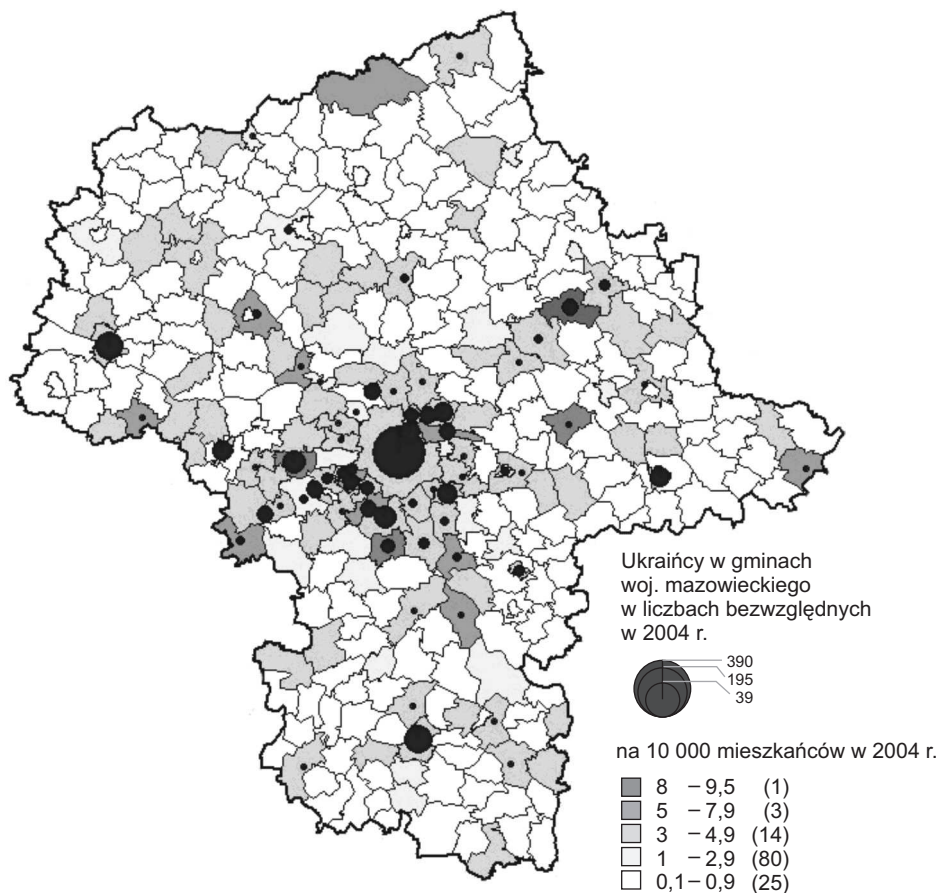 Ukraińcy w gminach
woj. mazowieckiego
w liczbach bezwzględnych
w 2004 r.
390
195
39
na 10 000 mieszkańców w 2004 r.
8 – 9,5 (1)
5 – 7,9 (3)
3 – 4,9 (14)
1 – 2,9 (80)
0,1 – 0,9 (25)